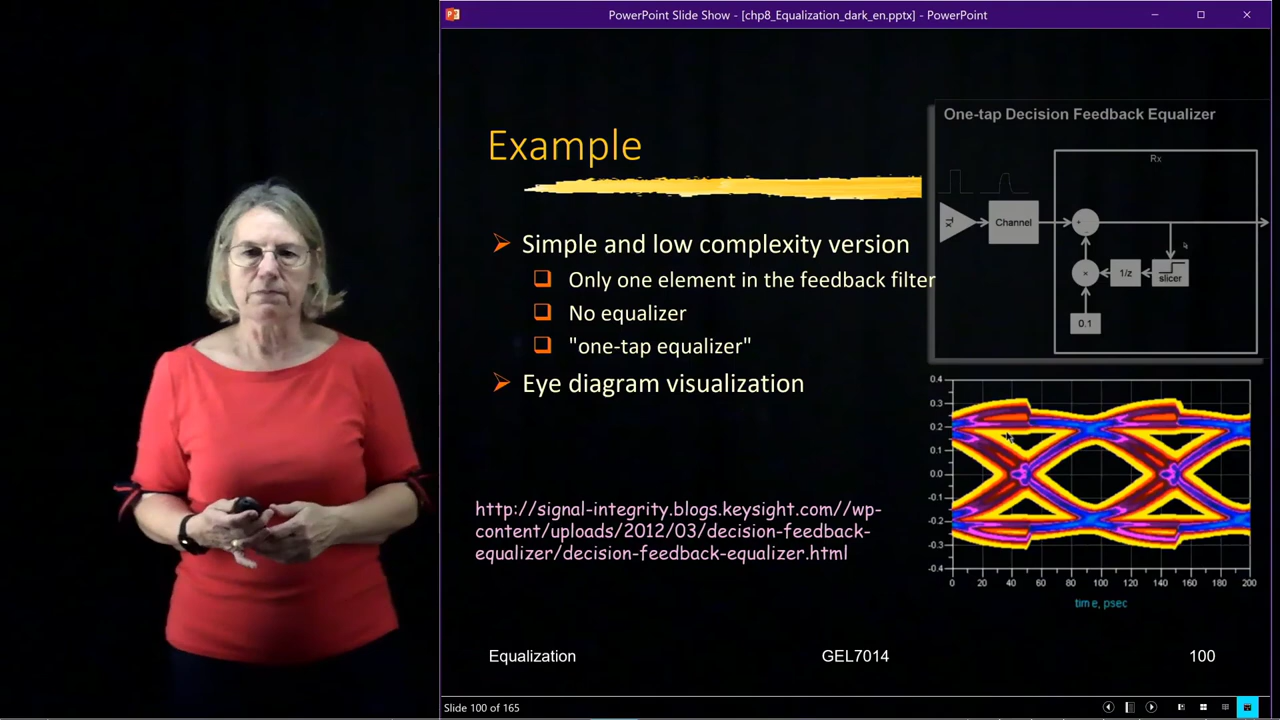 PowerPoint Slide Show - [chp8_Equalization_dark_en.pptx] - PowerPoint
One-tap Decision Feedback Equalizer
Rx
Tx
Channel
+
-
×
1/z
slicer
0.1
Example
Simple and low complexity version
Only one element in the feedback filter
No equalizer
"one-tap equalizer"
Eye diagram visualization
0.4
0.3
0.2
0.1
0.0
-0.1
-0.2
-0.3
-0.4
0 20 40 60 80 100 120 140 160 180 200
time, psec
http://signal-integrity.blogs.keysight.com//wp-
content/uploads/2012/03/decision-feedback-
equalizer/decision-feedback-equalizer.html
Equalization GEL7014 100
Slide 100 of 165